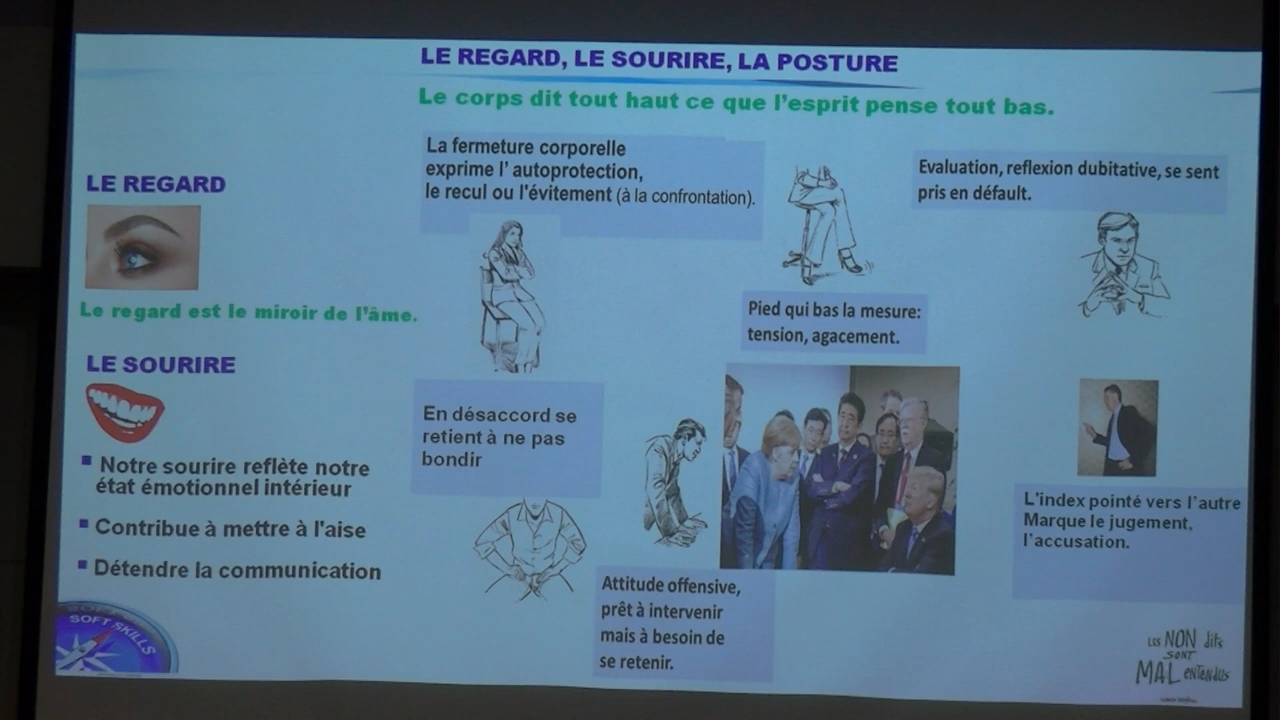 LE REGARD, LE SOURIRE, LA POSTURE
Le corps dit tout haut ce que l'esprit pense tout bas.
LE REGARD
Le regard est le miroir de l'âme.
LE SOURIRE
Notre sourire reflète notre
état émotionnel intérieur
Contribue à mettre à l'aise
Détendre la communication
SOFT SKILLS
La fermeture corporelle
exprime l' autoprotection,
le recul ou l'évitement (à la confrontation).
Pied qui bas la mesure:
tension, agacement.
Evaluation, reflexion dubitative, se sent
pris en défault.
En désaccord se
retient à ne pas
bondir
Attitude offensive,
prêt à intervenir
mais à besoin de
se retenir.
L'index pointé vers l'autre
Marque le jugement,
l'accusation.
Les NON dits
SONT
MAL entendus